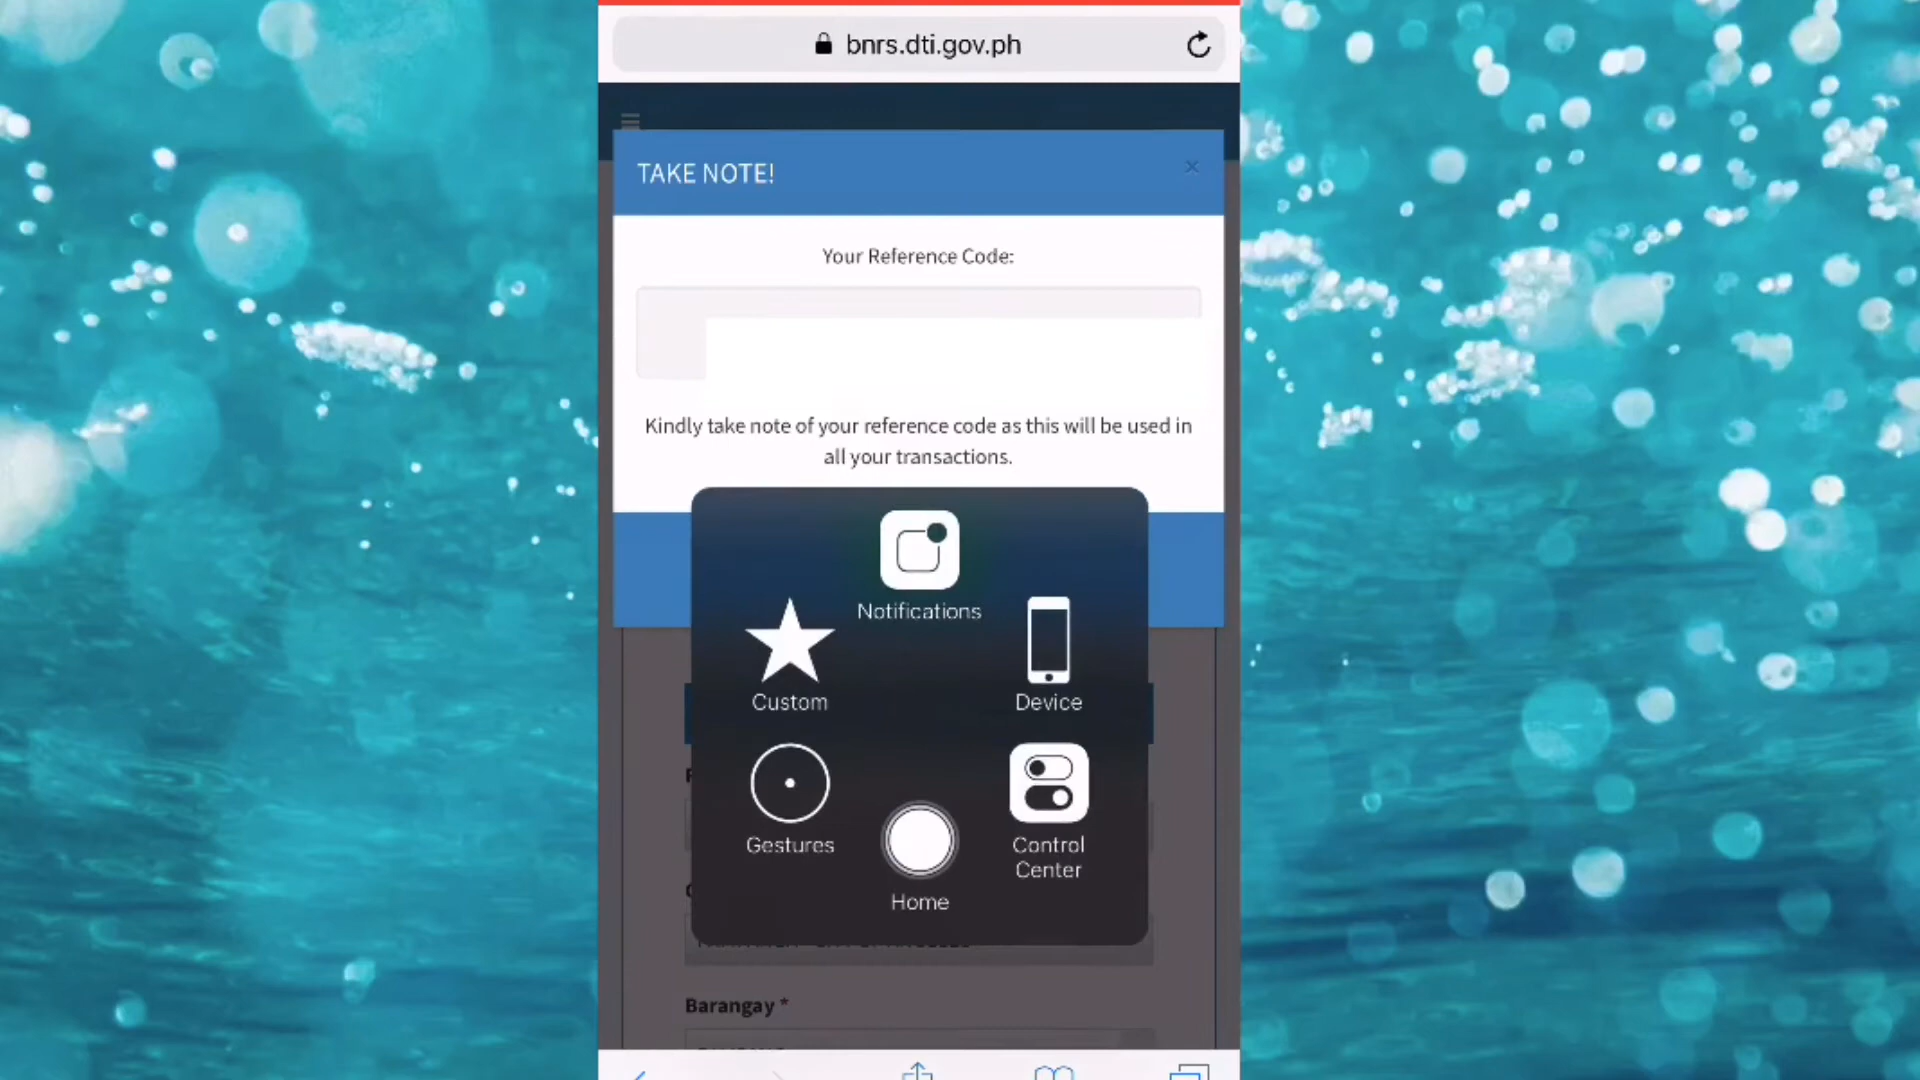 bnrs.dti.gov.ph
TAKE NOTE!
Your Reference Code:
Kindly take note of your reference code as this will be used in
all your transactions.
Notifications
Custom
Device
Gestures
Control
Center
Home
Barangay *